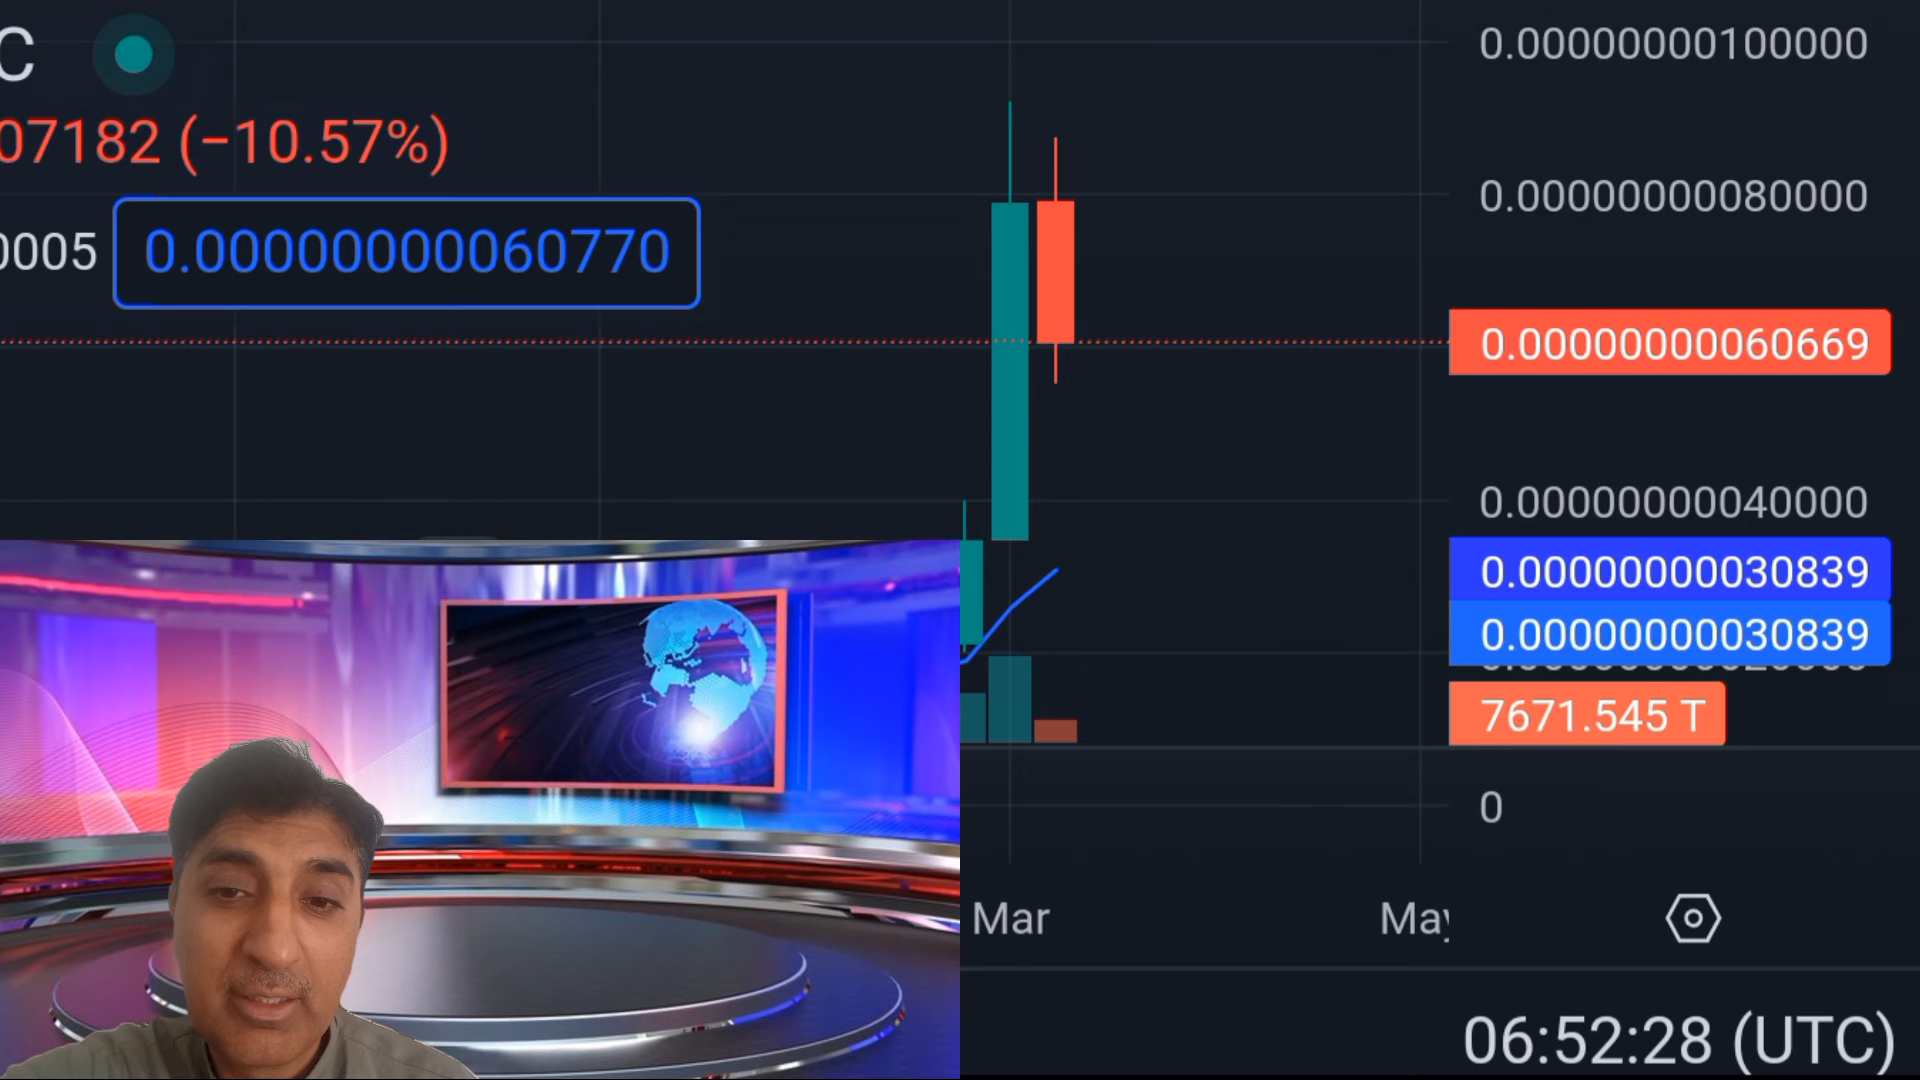 C
07182 (−10.57%)
0005 0.00000000060770
0.00000000100000
0.00000000080000
0.00000000060669
0.00000000040000
0.00000000030839
0.00000000030839
7671.545 T
0
Mar
May
06:52:28 (UTC)